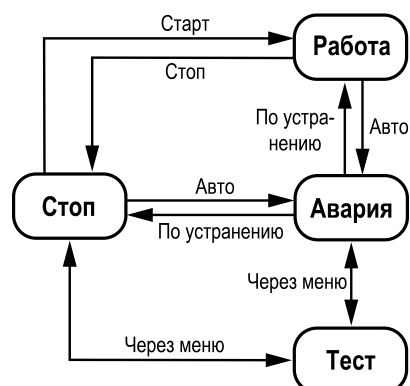 Старт
Работа
Стоп
По устра-
нению
Авто
Стоп
Авто
Авария
По устранению
Через меню
Через меню
Тест